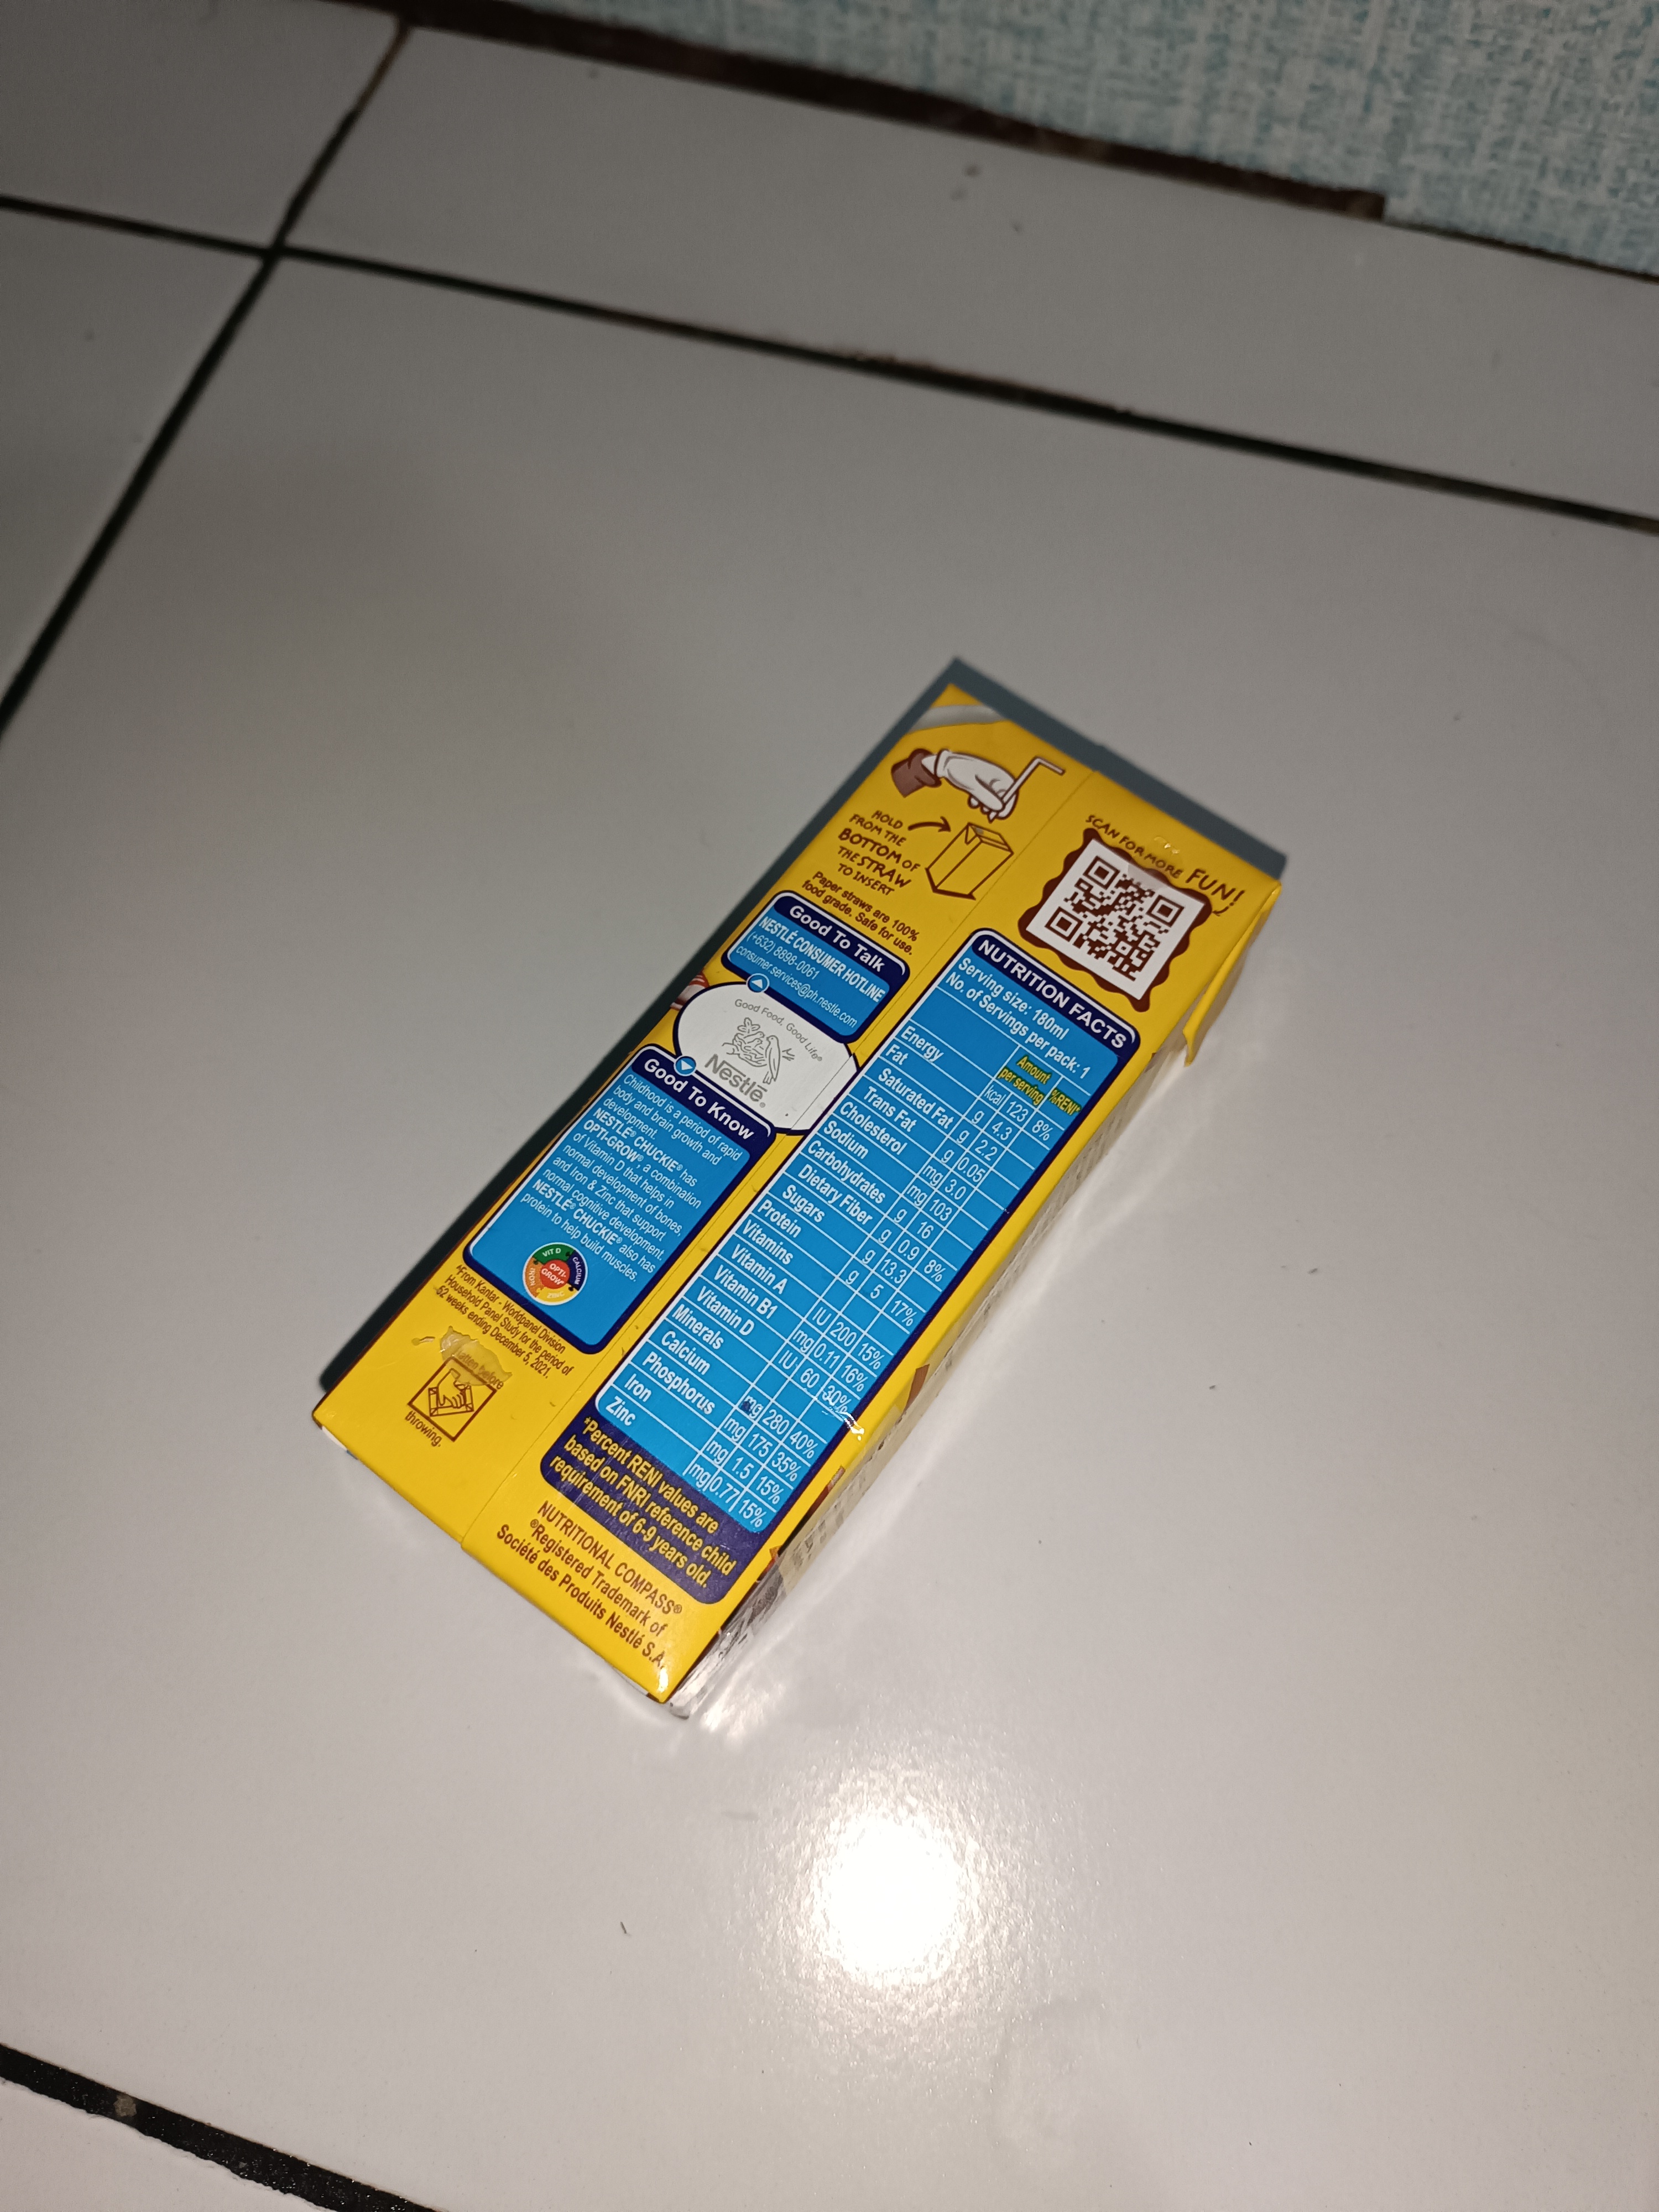 HOLD
FROM THE
BOTTOM OF
THE STRAW
TO INSERT
Paper straws are 100%
food grade. Safe for use.
Good To Talk
NESTLÉ CONSUMER HOTLINE
(+632) 8898-0061
consumer.services@ph.nestle.com
Good Food, Good Life®
Nestlé®
Good To Know
Childhood is a period of rapid
body and brain growth and
development.
NESTLÉ® CHUCKIE® has
OPTI-GROW®, a combination
of Vitamin D that helps in
normal development of bones,
and Iron & Zinc that support
normal cognitive development.
NESTLÉ® CHUCKIE® also has
protein to help build muscles.
VIT D
CALCIUM
IRON
ZINC
OPTI-
GROW
^From Kantar - Worldpanel Division
Household Panel Study for the period of
52 weeks ending December 5, 2021.
before
throwing.
SCAN FOR MORE FUN!
NUTRITION FACTS
Serving size: 180ml
No. of Servings per pack: 1
Amount per serving %RENI*
Energy kcal 123 8%
Fat g 4.3
Saturated Fat g 2.2
Trans Fat g 0.05
Cholesterol mg 3.0
Sodium mg 103
Carbohydrates g 16
Dietary Fiber g 0.9 8%
Sugars g 13.3
Protein g 5 17%
Vitamins
Vitamin A IU 200 15%
Vitamin B1 mg 0.11 16%
Vitamin D IU 60 30%
Minerals
Calcium mg 280 40%
Phosphorus mg 175 35%
Iron mg 1.5 15%
Zinc mg 0.77 15%
*Percent RENI values are
based on FNRI reference child
requirement of 6-9 years old.
NUTRITIONAL COMPASS®
®Registered Trademark of
Société des Produits Nestlé S.A.